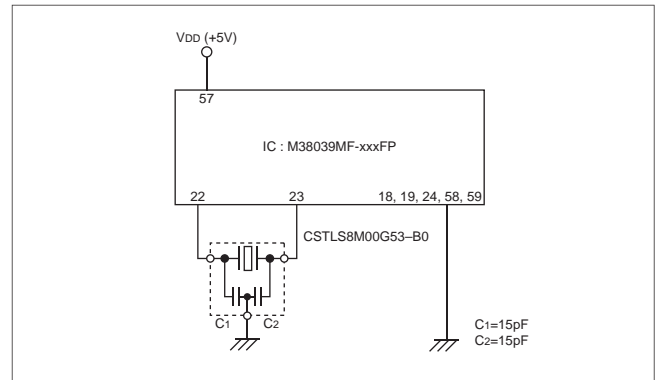 VDD (+5V)
57
IC : M38039MF-xxxFP
22 23 18, 19, 24, 58, 59
CSTLS8M00G53–B0
C1 C2
C1=15pF
C2=15pF